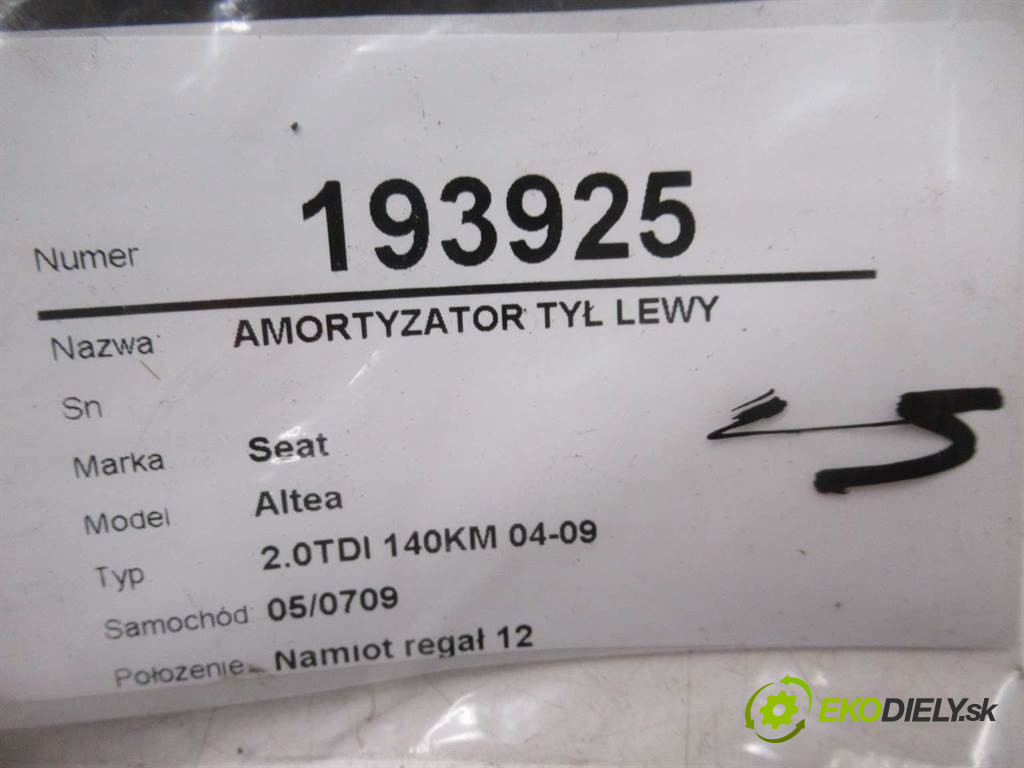 Numer 193925
Nazwa: AMORTYZATOR TYŁ LEWY
Sn
Marka Seat
Model Altea
Typ 2.0TDI 140KM 04-09
Samochód: 05/0709
Położenie: Namiot regał 12
EKODIELY.sk